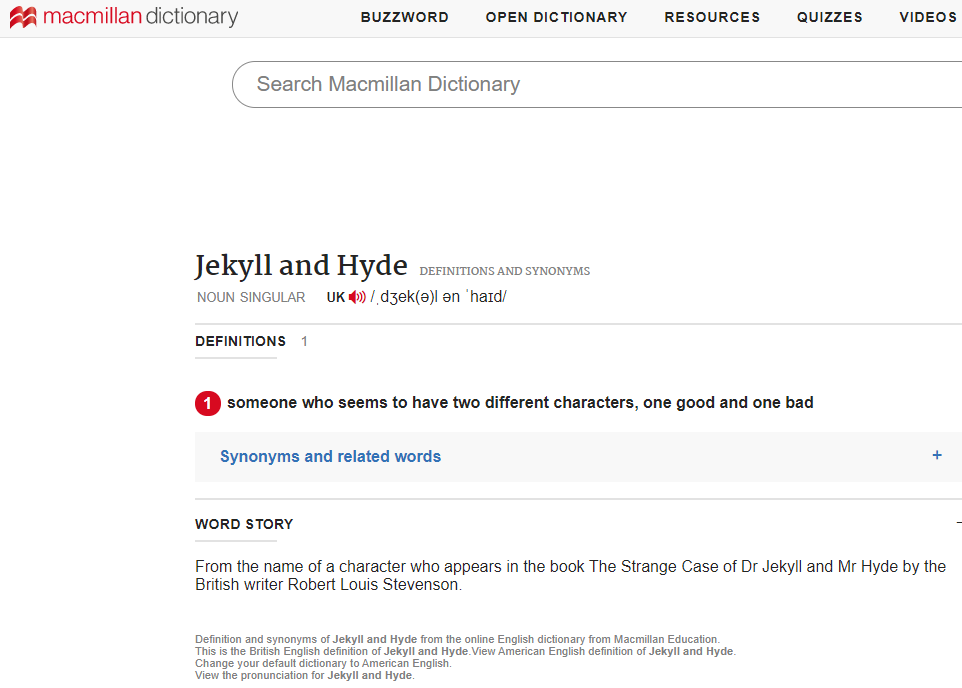 macmillan dictionary BUZZWORD OPEN DICTIONARY RESOURCES QUIZZES VIDEOS
Search Macmillan Dictionary
Jekyll and Hyde DEFINITIONS AND SYNONYMS
NOUN SINGULAR UK /ˌdʒek(ə)l ən ˈhaɪd/
DEFINITIONS 1
1 someone who seems to have two different characters, one good and one bad
Synonyms and related words +
WORD STORY −
From the name of a character who appears in the book The Strange Case of Dr Jekyll and Mr Hyde by the
British writer Robert Louis Stevenson.
Definition and synonyms of Jekyll and Hyde from the online English dictionary from Macmillan Education.
This is the British English definition of Jekyll and Hyde.View American English definition of Jekyll and Hyde.
Change your default dictionary to American English.
View the pronunciation for Jekyll and Hyde.